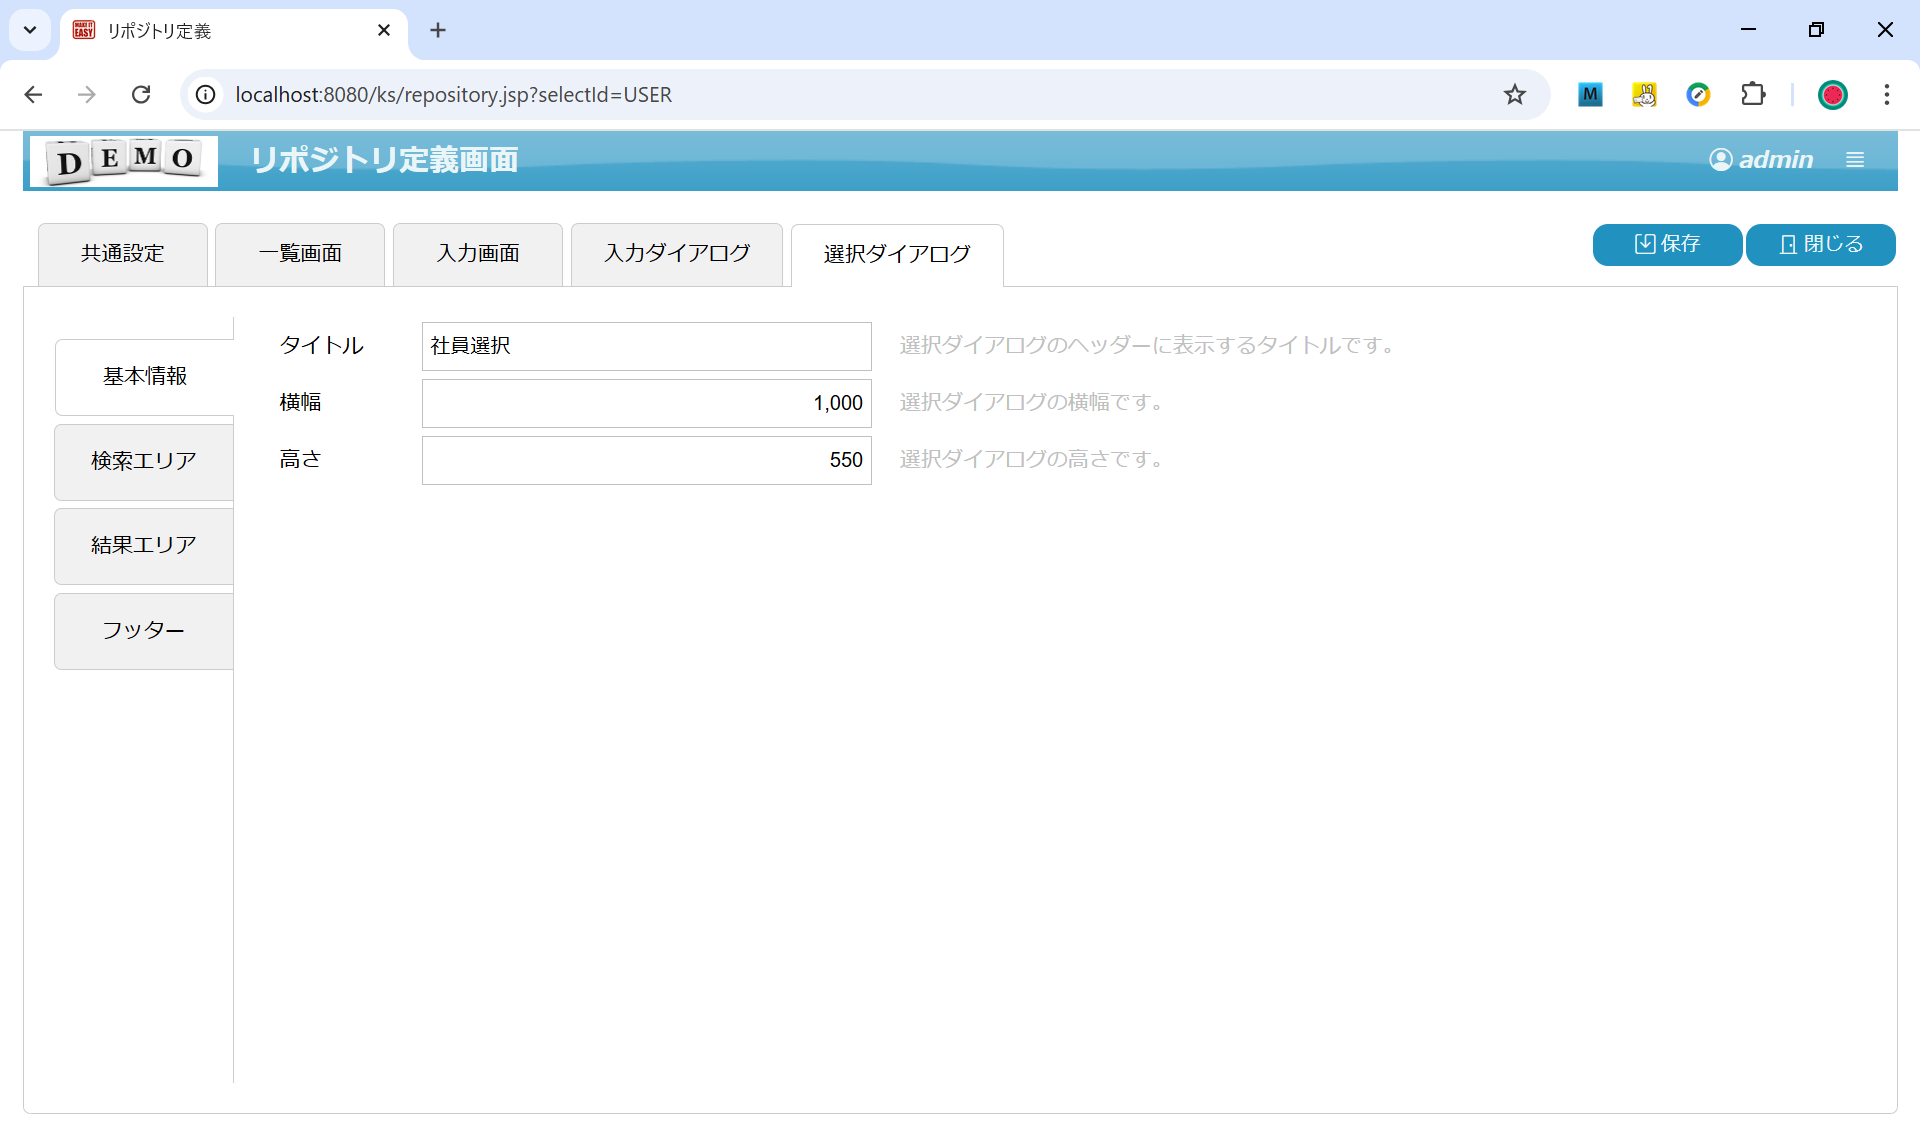 リポジトリ定義
localhost:8080/ks/repository.jsp?selectId=USER
DEMO
リポジトリ定義画面
admin
共通設定
一覧画面
入力画面
入力ダイアログ
選択ダイアログ
保存
閉じる
基本情報
検索エリア
結果エリア
フッター
タイトル
社員選択
選択ダイアログのヘッダーに表示するタイトルです。
横幅
1,000
選択ダイアログの横幅です。
高さ
550
選択ダイアログの高さです。
MAKE IT
EASY
M